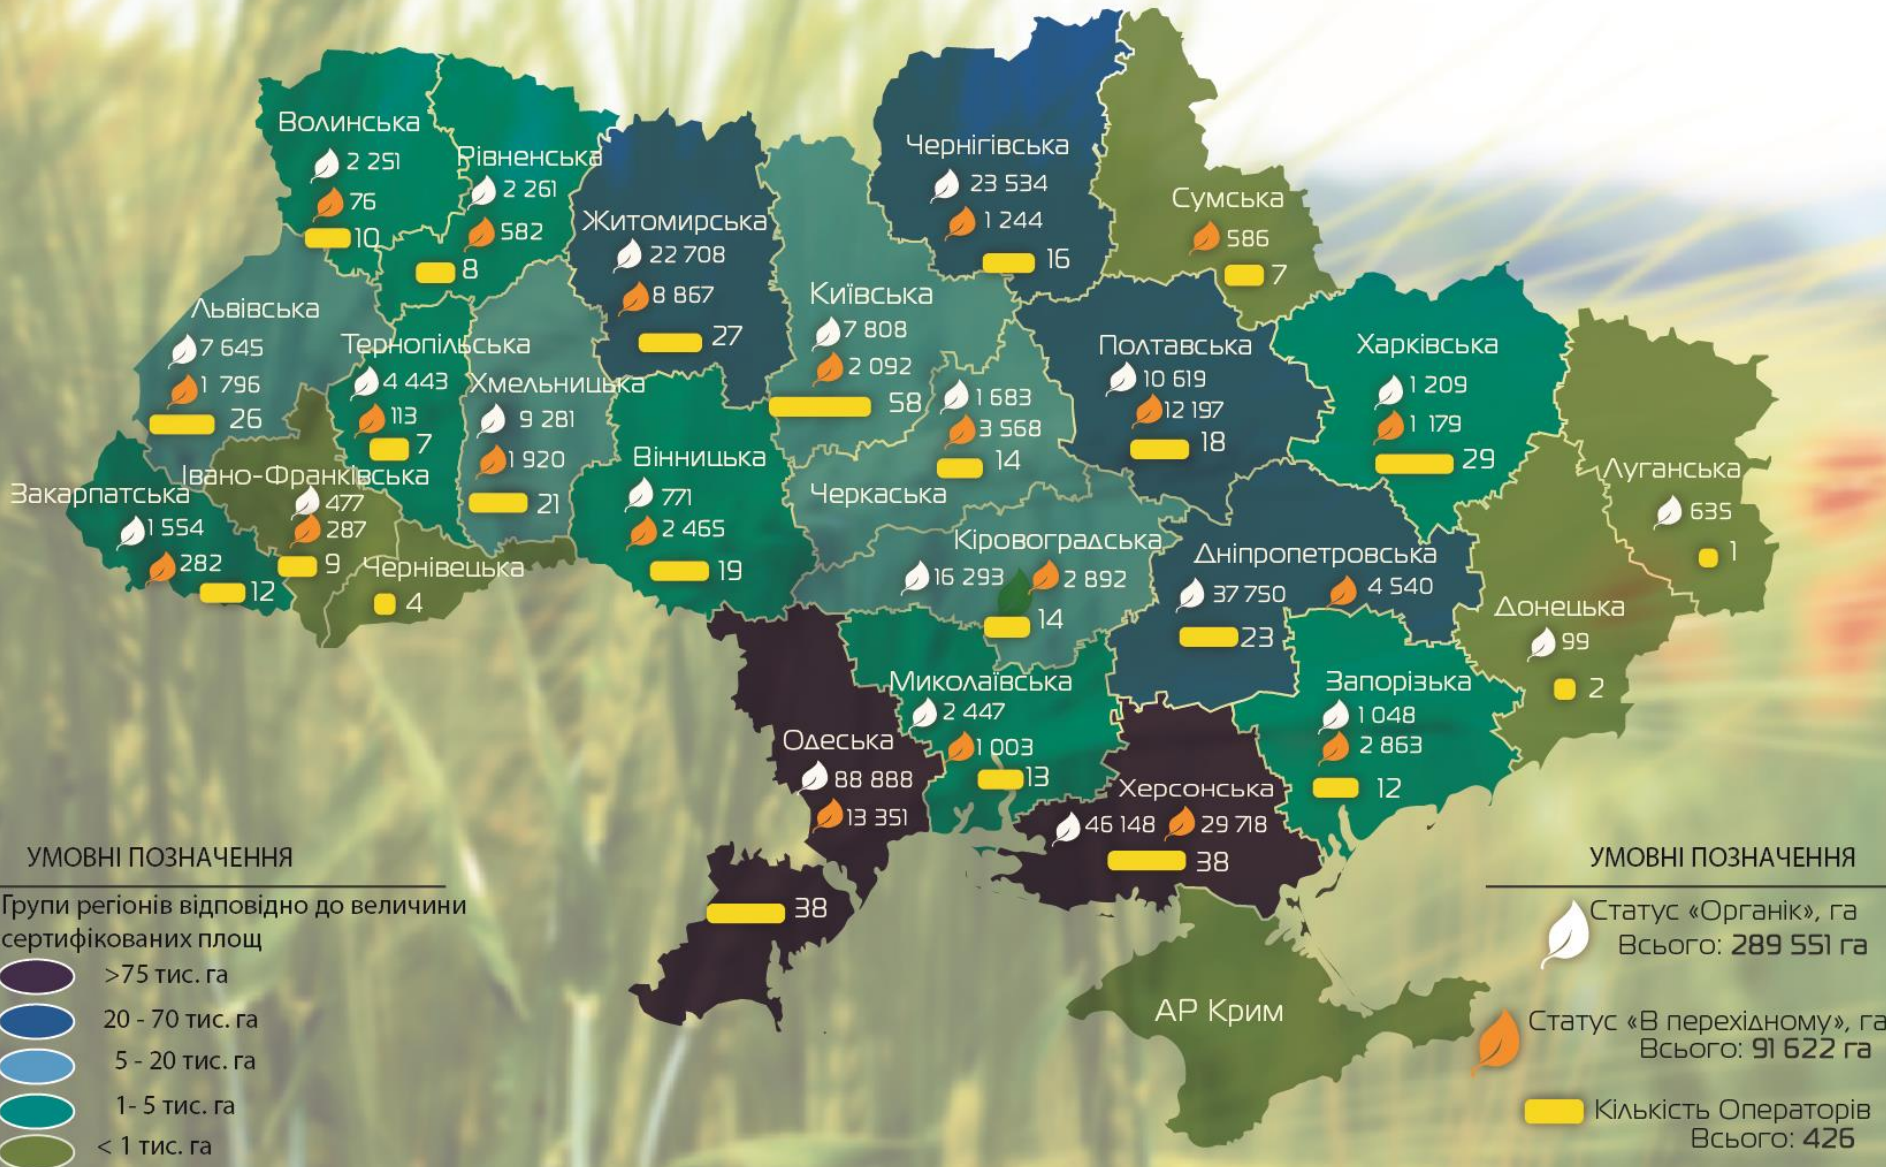 Волинська
2 251
76
10
Рівненська
2 261
582
8
Житомирська
22 708
8 867
27
Чернігівська
23 534
1 244
16
Сумська
586
7
Львівська
7 645
1 796
26
Тернопільська
4 443
113
7
Хмельницька
9 281
1 920
21
Київська
7 808
2 092
58
1 683
3 568
14
Черкаська
Полтавська
10 619
12 197
18
Харківська
1 209
1 179
29
Луганська
635
1
Закарпатська
1 554
282
12
Івано-Франківська
477
287
9
Чернівецька
4
Вінницька
771
2 465
19
Кіровоградська
16 293
2 892
14
Дніпропетровська
37 750
4 540
23
Донецька
99
2
Одеська
88 888
13 351
38
Миколаївська
2 447
1 003
13
Херсонська
46 148
29 718
38
Запорізька
1 048
2 863
12
АР Крим
УМОВНІ ПОЗНАЧЕННЯ
Групи регіонів відповідно до величини
сертифікованих площ
>75 тис. га
20 - 70 тис. га
5 - 20 тис. га
1- 5 тис. га
< 1 тис. га
УМОВНІ ПОЗНАЧЕННЯ
Статус «Органік», га
Всього: 289 551 га
Статус «В перехідному», га
Всього: 91 622 га
Кількість Операторів
Всього: 426